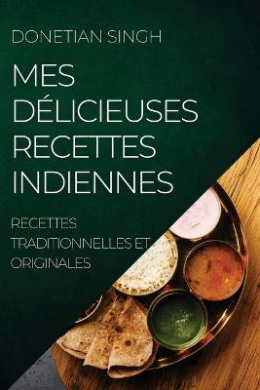 DONETIAN SINGH
MES
DÉLICIEUSES
RECETTES
INDIENNES
RECETTES
TRADITIONNELLES ET
ORIGINALES